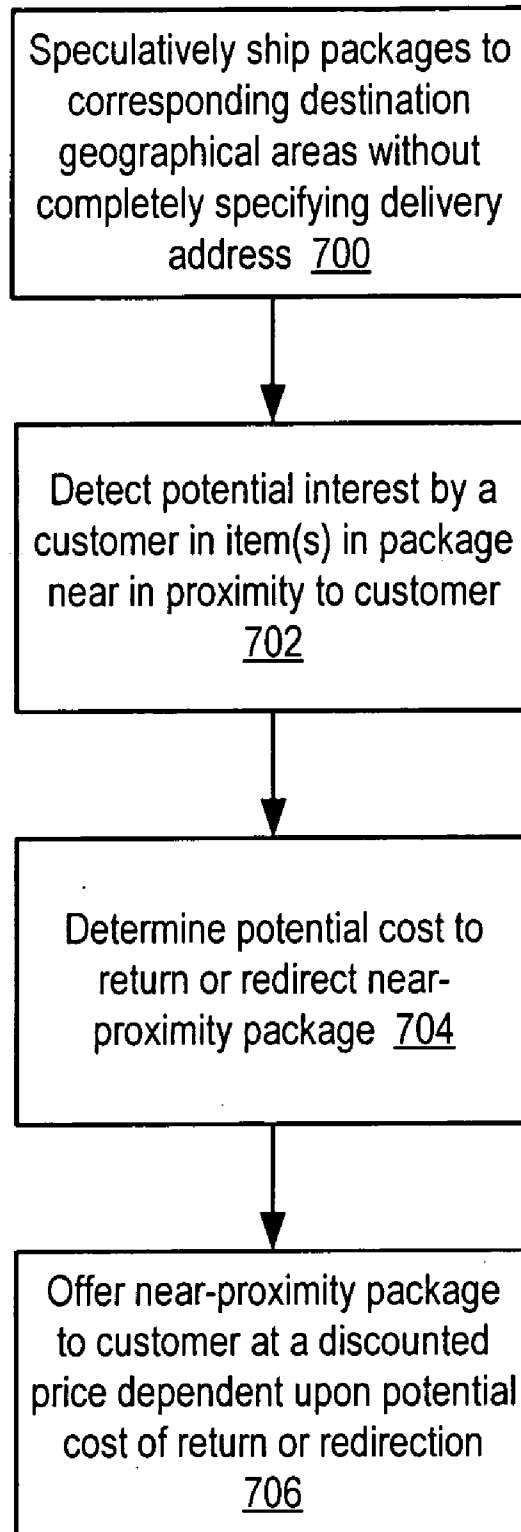 Speculatively ship packages to
corresponding destination
geographical areas without
completely specifying delivery
address 700
Detect potential interest by a
customer in item(s) in package
near in proximity to customer
702
Determine potential cost to
return or redirect near-
proximity package 704
Offer near-proximity package
to customer at a discounted
price dependent upon potential
cost of return or redirection
706